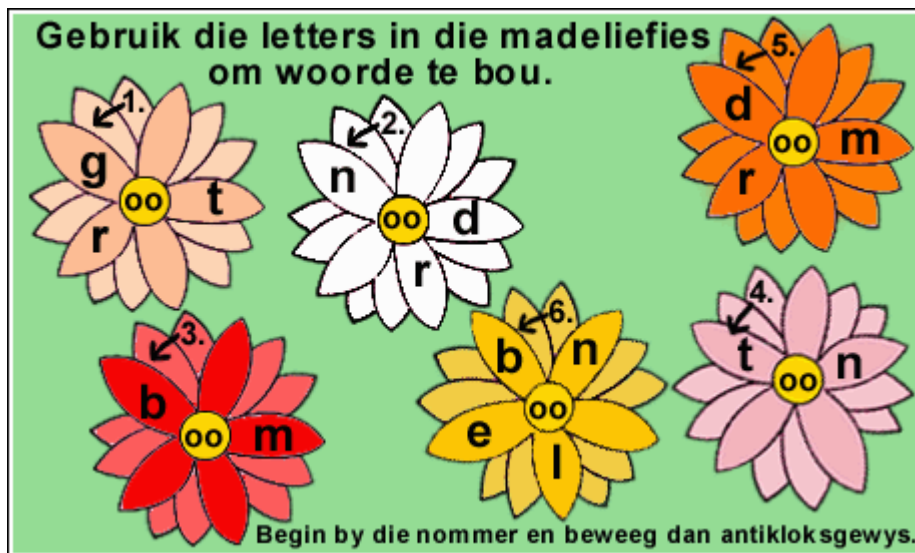 Gebruik die letters in die madeliefies
om woorde te bou.
1.
g
oo
t
r
2.
n
oo
d
r
5.
d
oo
m
r
3.
b
oo
m
6.
b
n
oo
e
l
4.
t
oo
n
Begin by die nommer en beweeg dan antikloksgewys.